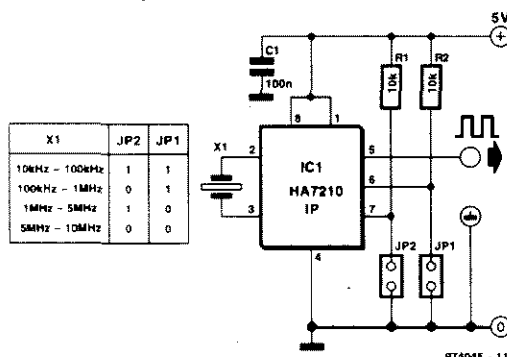 5V
C1
100n
R1
R2
10k
10k
8
1
X1
JP2
JP1
10kHz – 100kHz
1
1
100kHz – 1MHz
0
1
1MHz – 5MHz
1
0
5MHz – 10MHz
0
0
X1
2
3
IC1
HA7210
IP
5
6
7
4
JP2
JP1
0